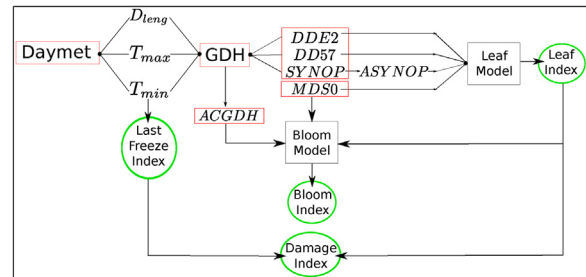 D_leng
Daymet
T_max
T_min
GDH
DDE2
DD57
SYNOP
ASYNOP
MDS0
Leaf
Model
Leaf
Index
ACGDH
Last
Freeze
Index
Bloom
Model
Bloom
Index
Damage
Index